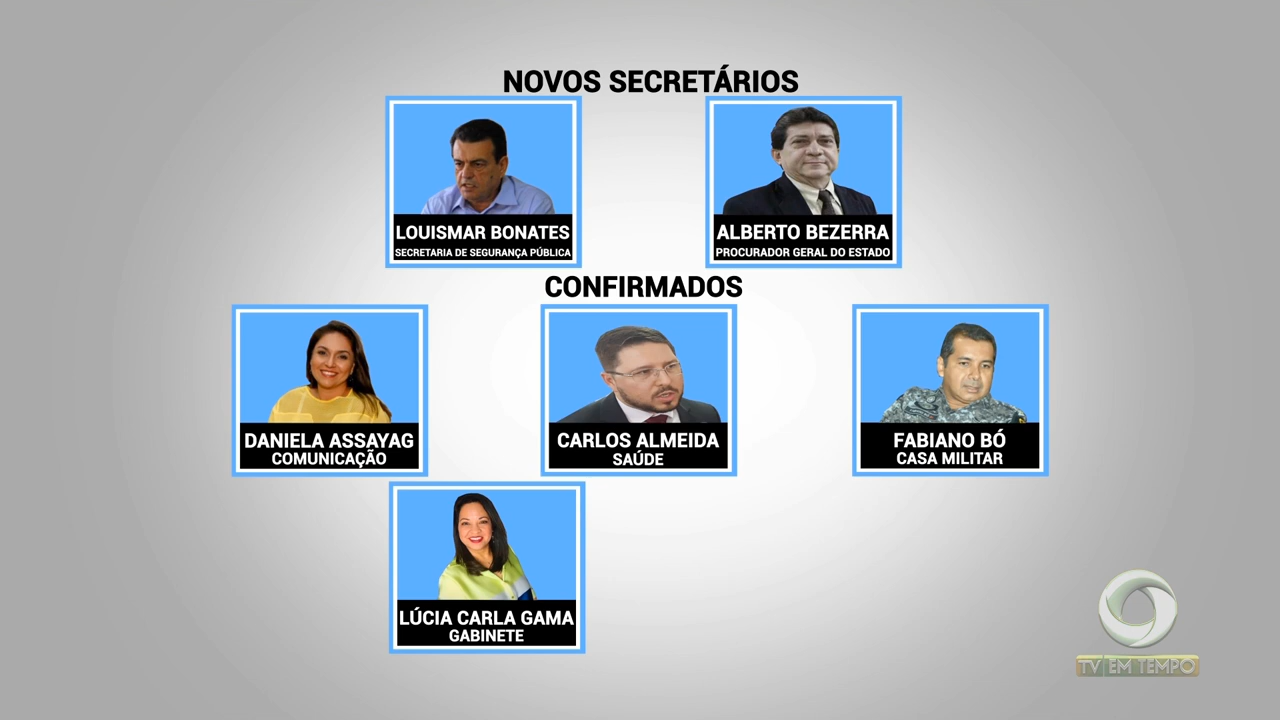 NOVOS SECRETÁRIOS
LOUISMAR BONATES
SECRETARIA DE SEGURANÇA PÚBLICA
ALBERTO BEZERRA
PROCURADOR GERAL DO ESTADO
CONFIRMADOS
DANIELA ASSAYAG
COMUNICAÇÃO
CARLOS ALMEIDA
SAÚDE
FABIANO BÓ
CASA MILITAR
LÚCIA CARLA GAMA
GABINETE
TV EM TEMPO